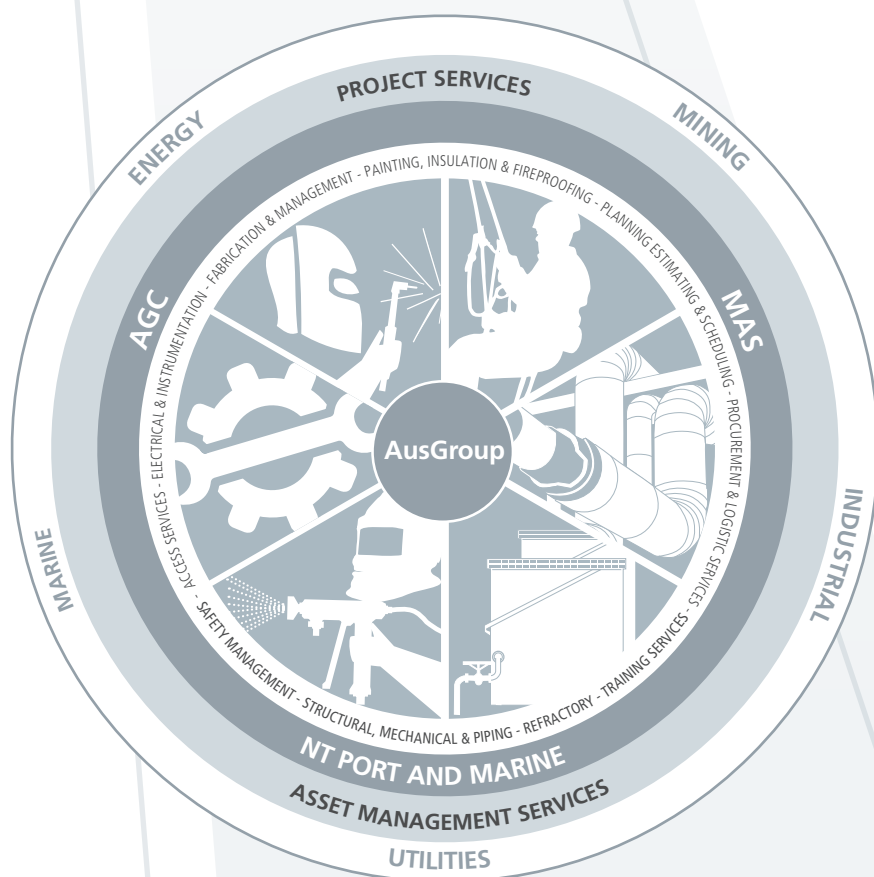 PROJECT SERVICES
ENERGY
MINING
INDUSTRIAL
UTILITIES
MARINE
AGC
MAS
NT PORT AND MARINE
ASSET MANAGEMENT SERVICES
ACCESS SERVICES - ELECTRICAL & INSTRUMENTATION - FABRICATION & MANAGEMENT - PAINTING, INSULATION & FIREPROOFING - PLANNING ESTIMATING & SCHEDULING - PROCUREMENT & LOGISTIC SERVICES -
SAFETY MANAGEMENT - STRUCTURAL, MECHANICAL & PIPING - REFRACTORY - TRAINING SERVICES -
AusGroup